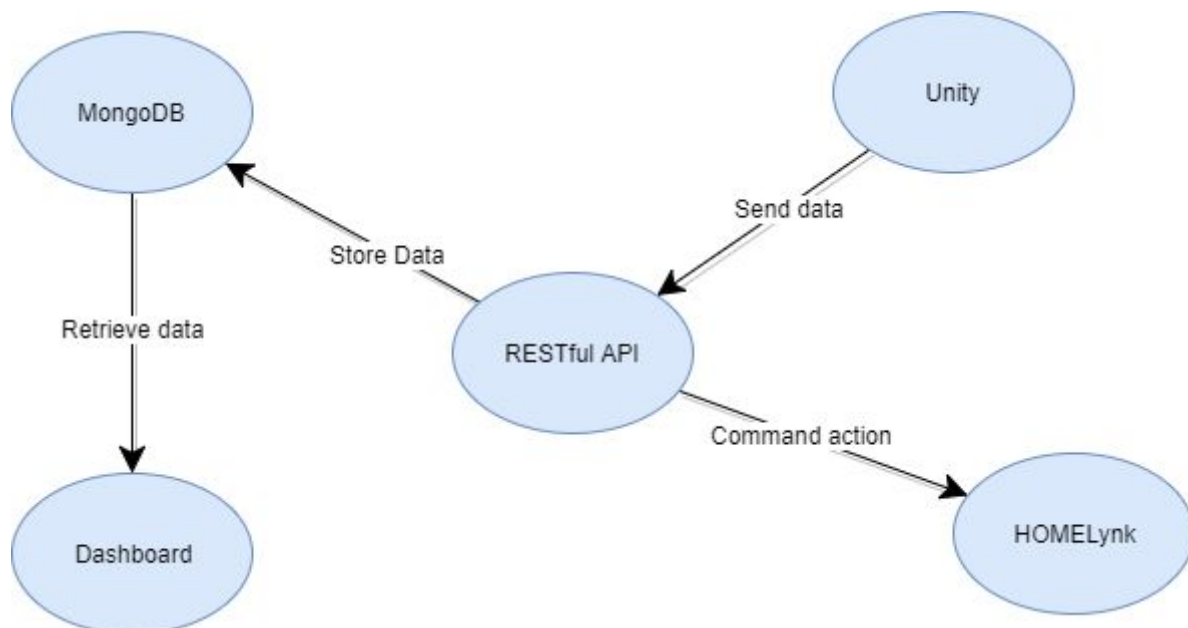 Unity
MongoDB
Send data
Store Data
Retrieve data
RESTful API
Command action
HOMELynk
Dashboard